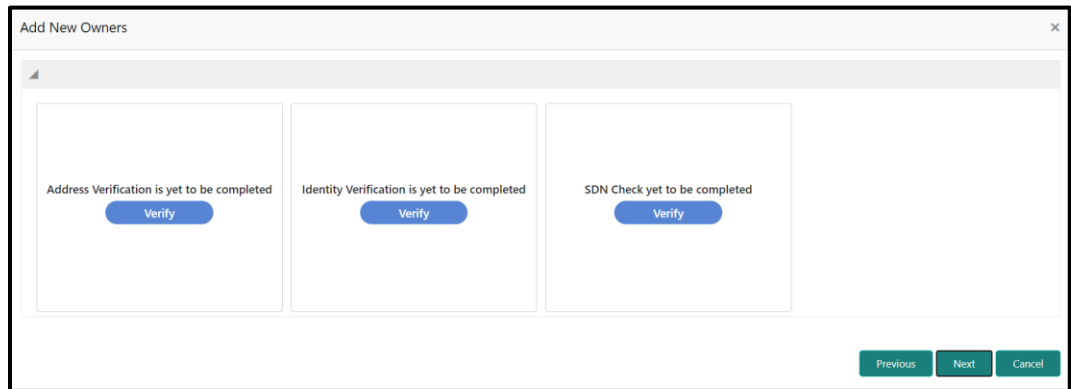 Add New Owners
Address Verification is yet to be completed
Verify
Identity Verification is yet to be completed
Verify
SDN Check yet to be completed
Verify
Previous
Next
Cancel